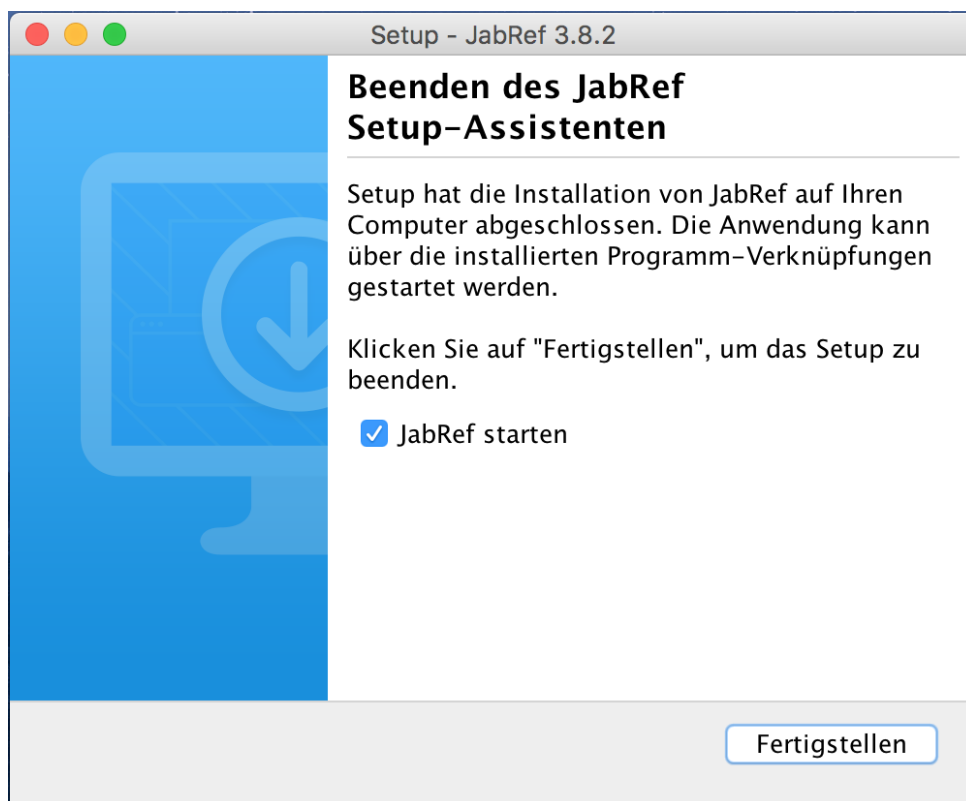 Setup - JabRef 3.8.2
Beenden des JabRef
Setup-Assistenten
Setup hat die Installation von JabRef auf Ihren
Computer abgeschlossen. Die Anwendung kann
über die installierten Programm-Verknüpfungen
gestartet werden.
Klicken Sie auf "Fertigstellen", um das Setup zu
beenden.
JabRef starten
Fertigstellen